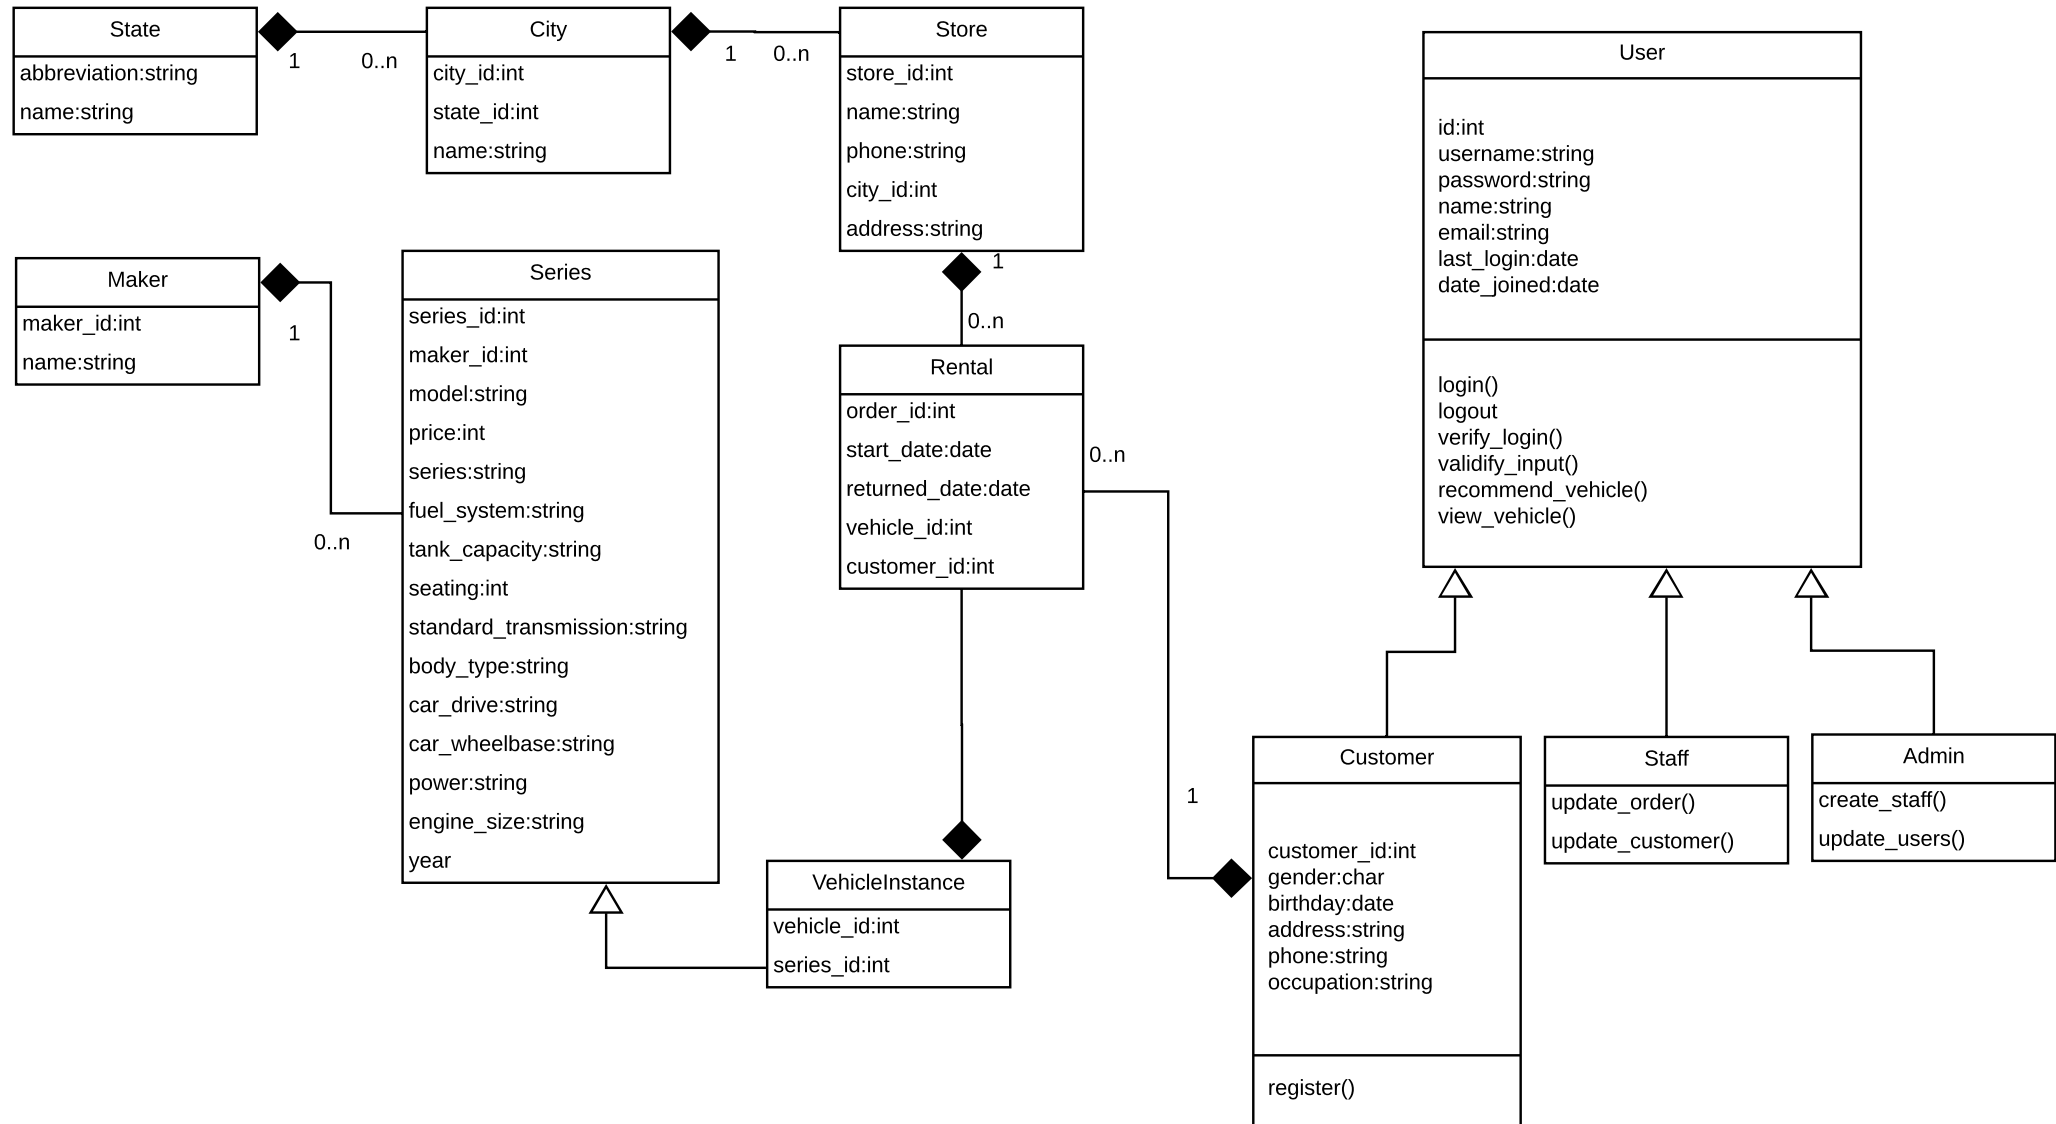 State
abbreviation:string
name:string
1
0..n
City
city_id:int
state_id:int
name:string
1
0..n
Store
store_id:int
name:string
phone:string
city_id:int
address:string
1
0..n
Maker
maker_id:int
name:string
1
0..n
Series
series_id:int
maker_id:int
model:string
price:int
series:string
fuel_system:string
tank_capacity:string
seating:int
standard_transmission:string
body_type:string
car_drive:string
car_wheelbase:string
power:string
engine_size:string
year
Rental
order_id:int
start_date:date
returned_date:date
vehicle_id:int
customer_id:int
0..n
1
VehicleInstance
vehicle_id:int
series_id:int
User
id:int
username:string
password:string
name:string
email:string
last_login:date
date_joined:date
login()
logout
verify_login()
validify_input()
recommend_vehicle()
view_vehicle()
Customer
customer_id:int
gender:char
birthday:date
address:string
phone:string
occupation:string
register()
Staff
update_order()
update_customer()
Admin
create_staff()
update_users()